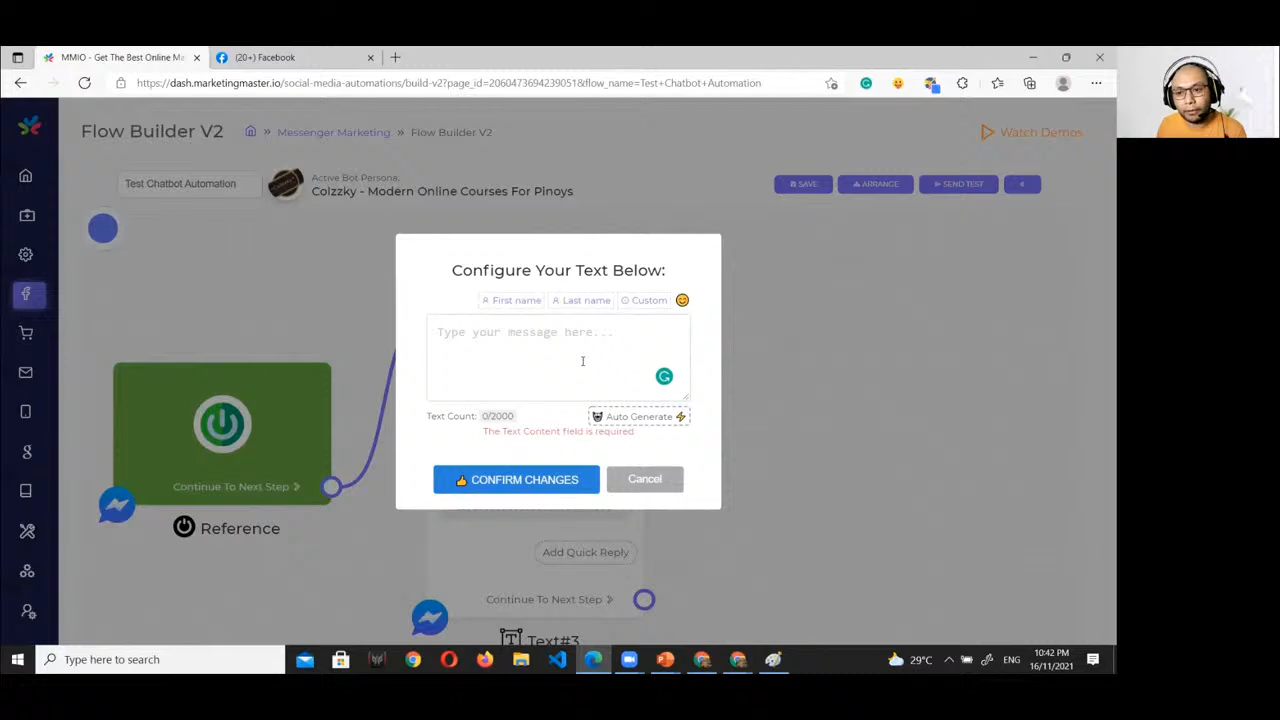 MMIO - Get The Best Online Ma
(20+) Facebook
https://dash.marketingmaster.io/social-media-automations/build-v2?page_id=2060473694239051&flow_name=Test+Chatbot+Automation
Flow Builder V2
» Messenger Marketing » Flow Builder V2
Watch Demos
Test Chatbot Automation
Active Bot Persona:
Colzzky - Modern Online Courses For Pinoys
SAVE
ARRANGE
SEND TEST
Configure Your Text Below:
First name
Last name
Custom
Type your message here...
Text Count: 0/2000
Auto Generate
The Text Content field is required.
CONFIRM CHANGES
Cancel
Continue To Next Step
Reference
Add Quick Reply
Continue To Next Step
Text#3
Type here to search
29°C
ENG
10:42 PM
16/11/2021